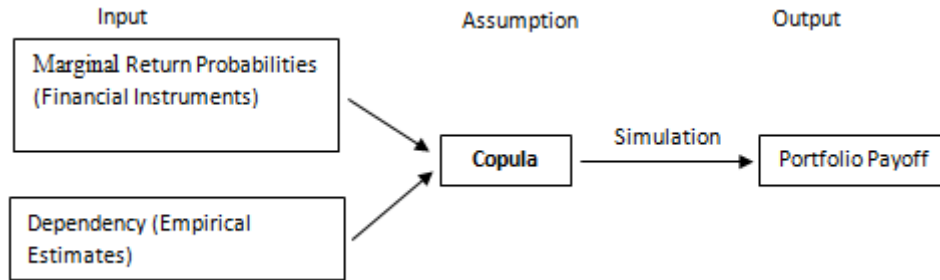 Input
Assumption
Output
Marginal Return Probabilities
(Financial Instruments)
Copula
Simulation
Portfolio Payoff
Dependency (Empirical
Estimates)